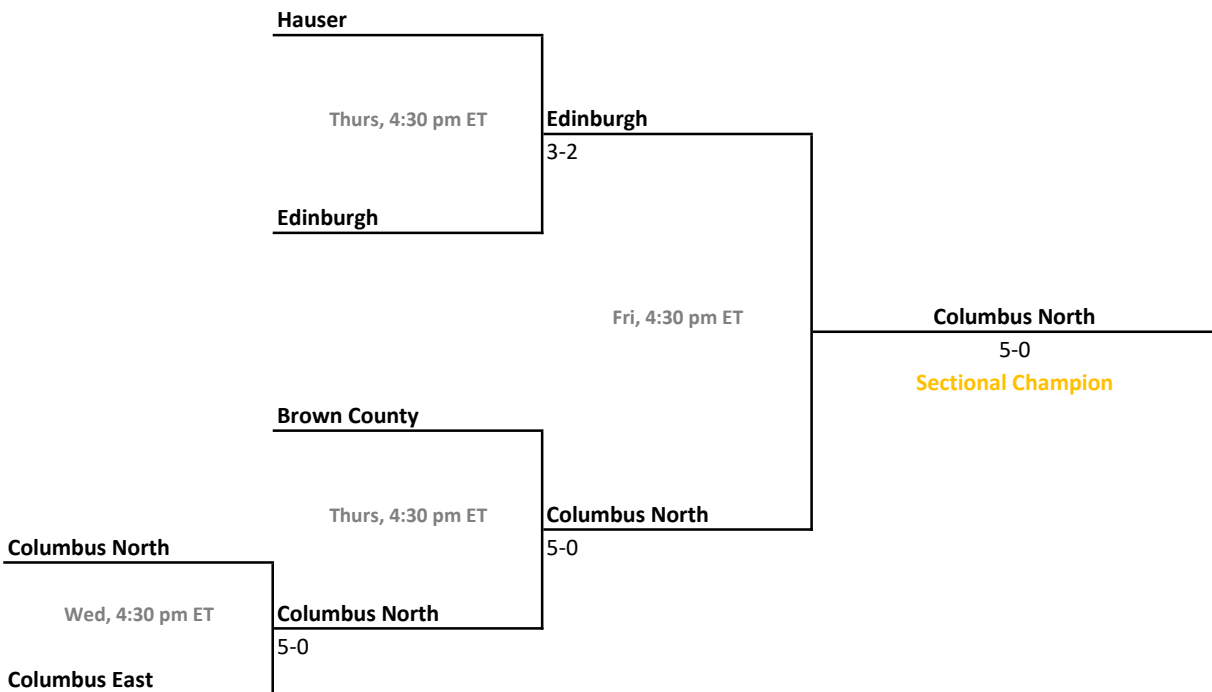 Hauser
Thurs, 4:30 pm ET
Edinburgh
3-2
Edinburgh
Fri, 4:30 pm ET
Columbus North
5-0
Sectional Champion
Brown County
Thurs, 4:30 pm ET
Columbus North
5-0
Columbus North
Wed, 4:30 pm ET
Columbus North
5-0
Columbus East